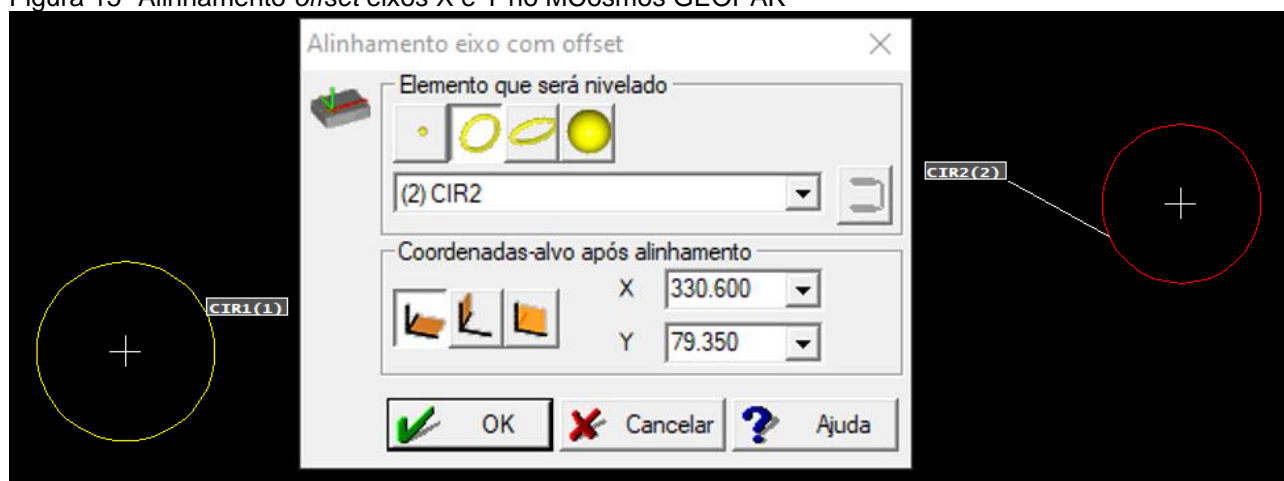 Figura 15- Alinhamento offset eixos X e Y no MCosmos GEOPAK
Alinhamento eixo com offset
Elemento que será nivelado
(2) CIR2
Coordenadas-alvo após alinhamento
X 330.600
Y 79.350
OK Cancelar Ajuda
CIR1(1)
CIR2(2)